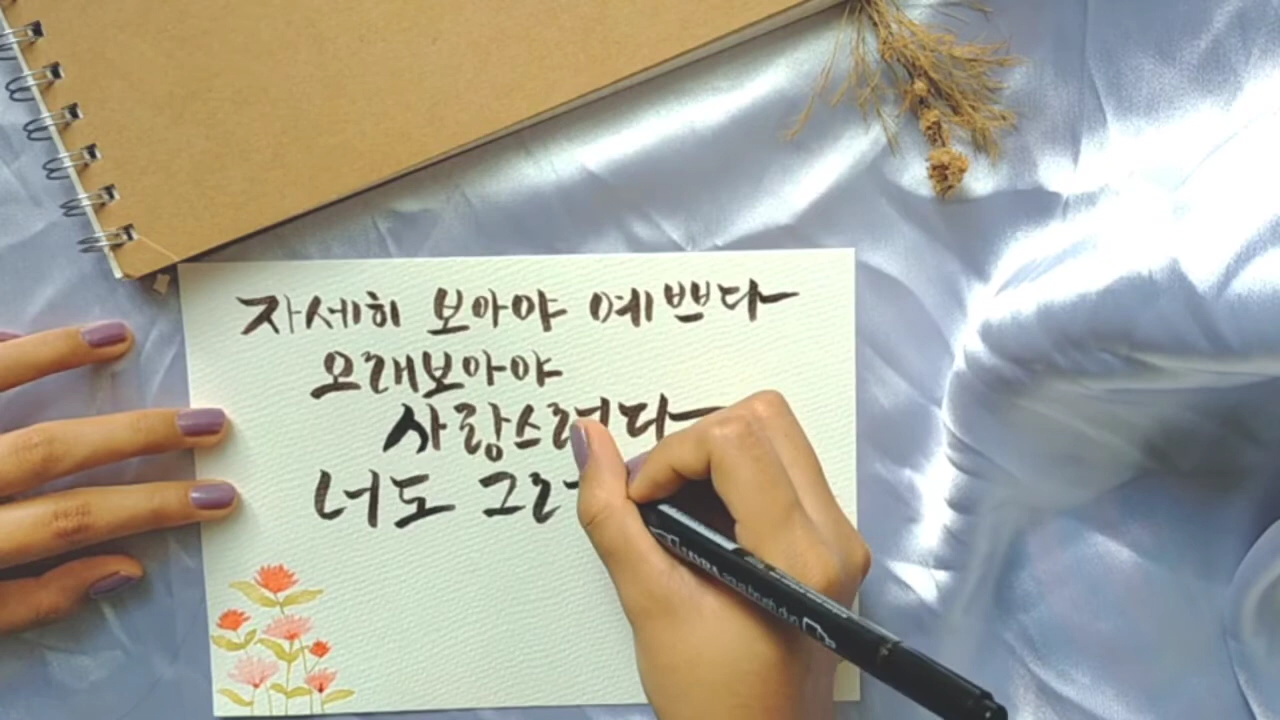 자세히 보아야 예쁘다
오래보아야
사랑스럽다
너도 그